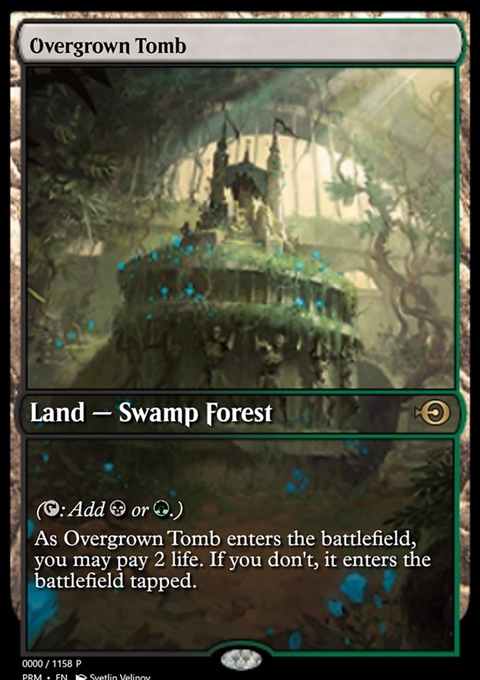 Overgrown Tomb
Land — Swamp Forest
(: Add or .)
As Overgrown Tomb enters the battlefield,
you may pay 2 life. If you don't, it enters the
battlefield tapped.
0000 / 1158 P
PRM • EN Svetlin Velinov